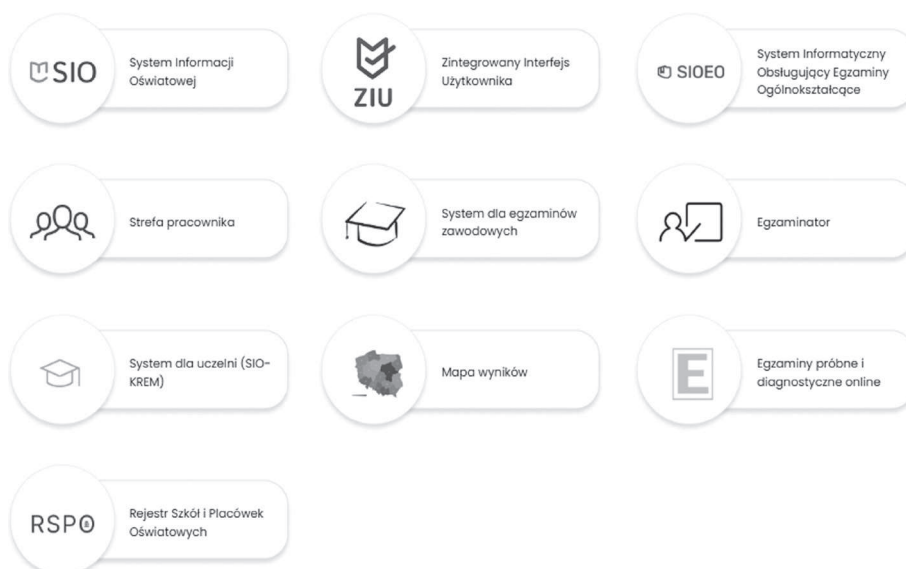 SIO
System Informacji
Oświatowej
ZIU
Zintegrowany Interfejs
Użytkownika
SIOEO
System Informatyczny
Obsługujący Egzaminy
Ogólnokształcące
Strefa pracownika
System dla egzaminów
zawodowych
Egzaminator
System dla uczelni (SIO-
KREM)
Mapa wyników
E
Egzaminy próbne i
diagnostyczne online
RSPO
Rejestr Szkół i Placówek
Oświatowych